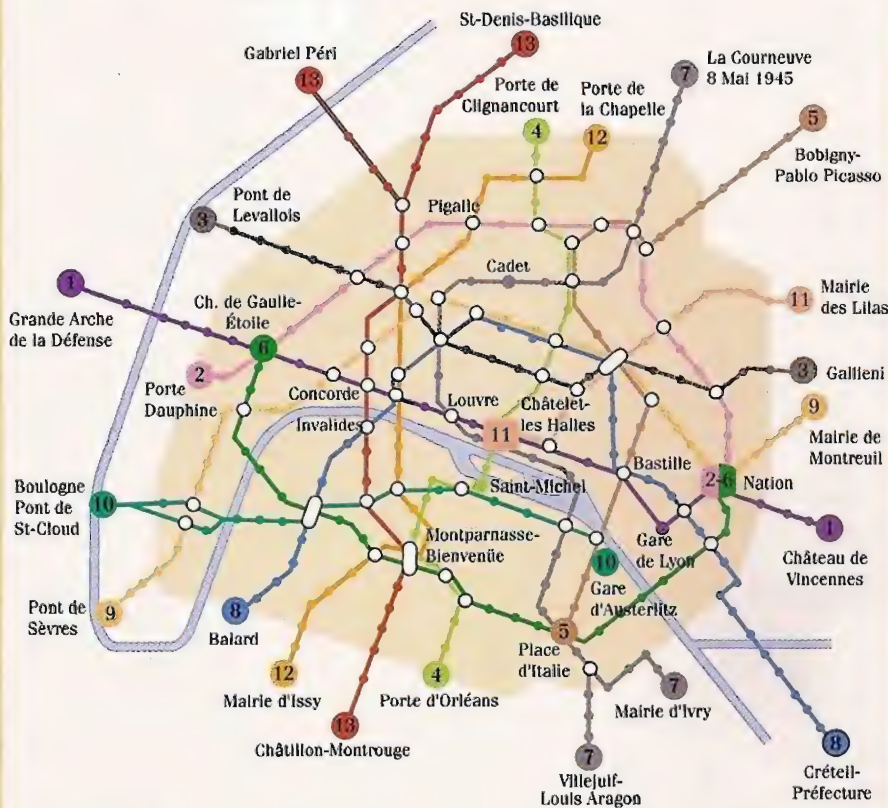 St-Denis-Basilique
13
Gabriel Péri
13
La Courneuve
8 Mai 1945
7
Porte de
Clignancourt
4
Porte de
la Chapelle
12
5
Bobigny-
Pablo Picasso
Pont de
Levallois
3
Pigalle
Cadet
1
Grande Arche
de la Défense
Ch. de Gaulle-
Étoile
6
11
Mairie
des Lilas
2
Porte
Dauphine
Concorde
Invalides
Louvre
Châtelet-
les Halles
3
Gallieni
9
Mairie de
Montreuil
11
Bastille
2-6
Nation
Boulogne
Pont de
St-Cloud
10
Saint-Michel
Montparnasse-
Bienvenüe
Gare
de Lyon
1
Château de
Vincennes
10
Gare
d'Austerlitz
Pont de
Sèvres
9
8
Balard
5
Place
d'Italie
12
Mairie d'Issy
4
Porte d'Orléans
7
Mairie d'Ivry
13
Châtillon-Montrouge
7
Villejuif-
Louis Aragon
8
Créteil-
Préfecture